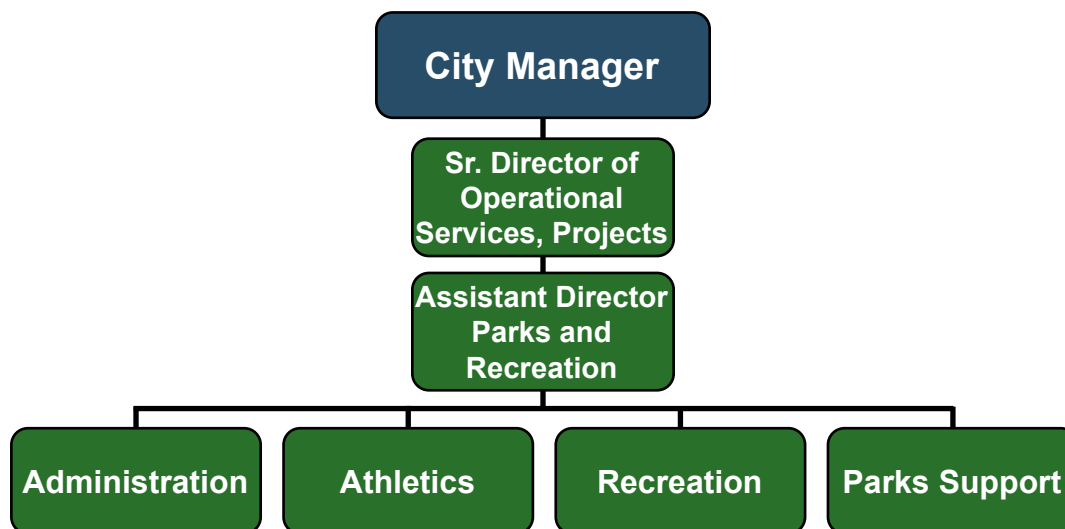 City Manager
Sr. Director of
Operational
Services, Projects
Assistant Director
Parks and
Recreation
Administration
Athletics
Recreation
Parks Support